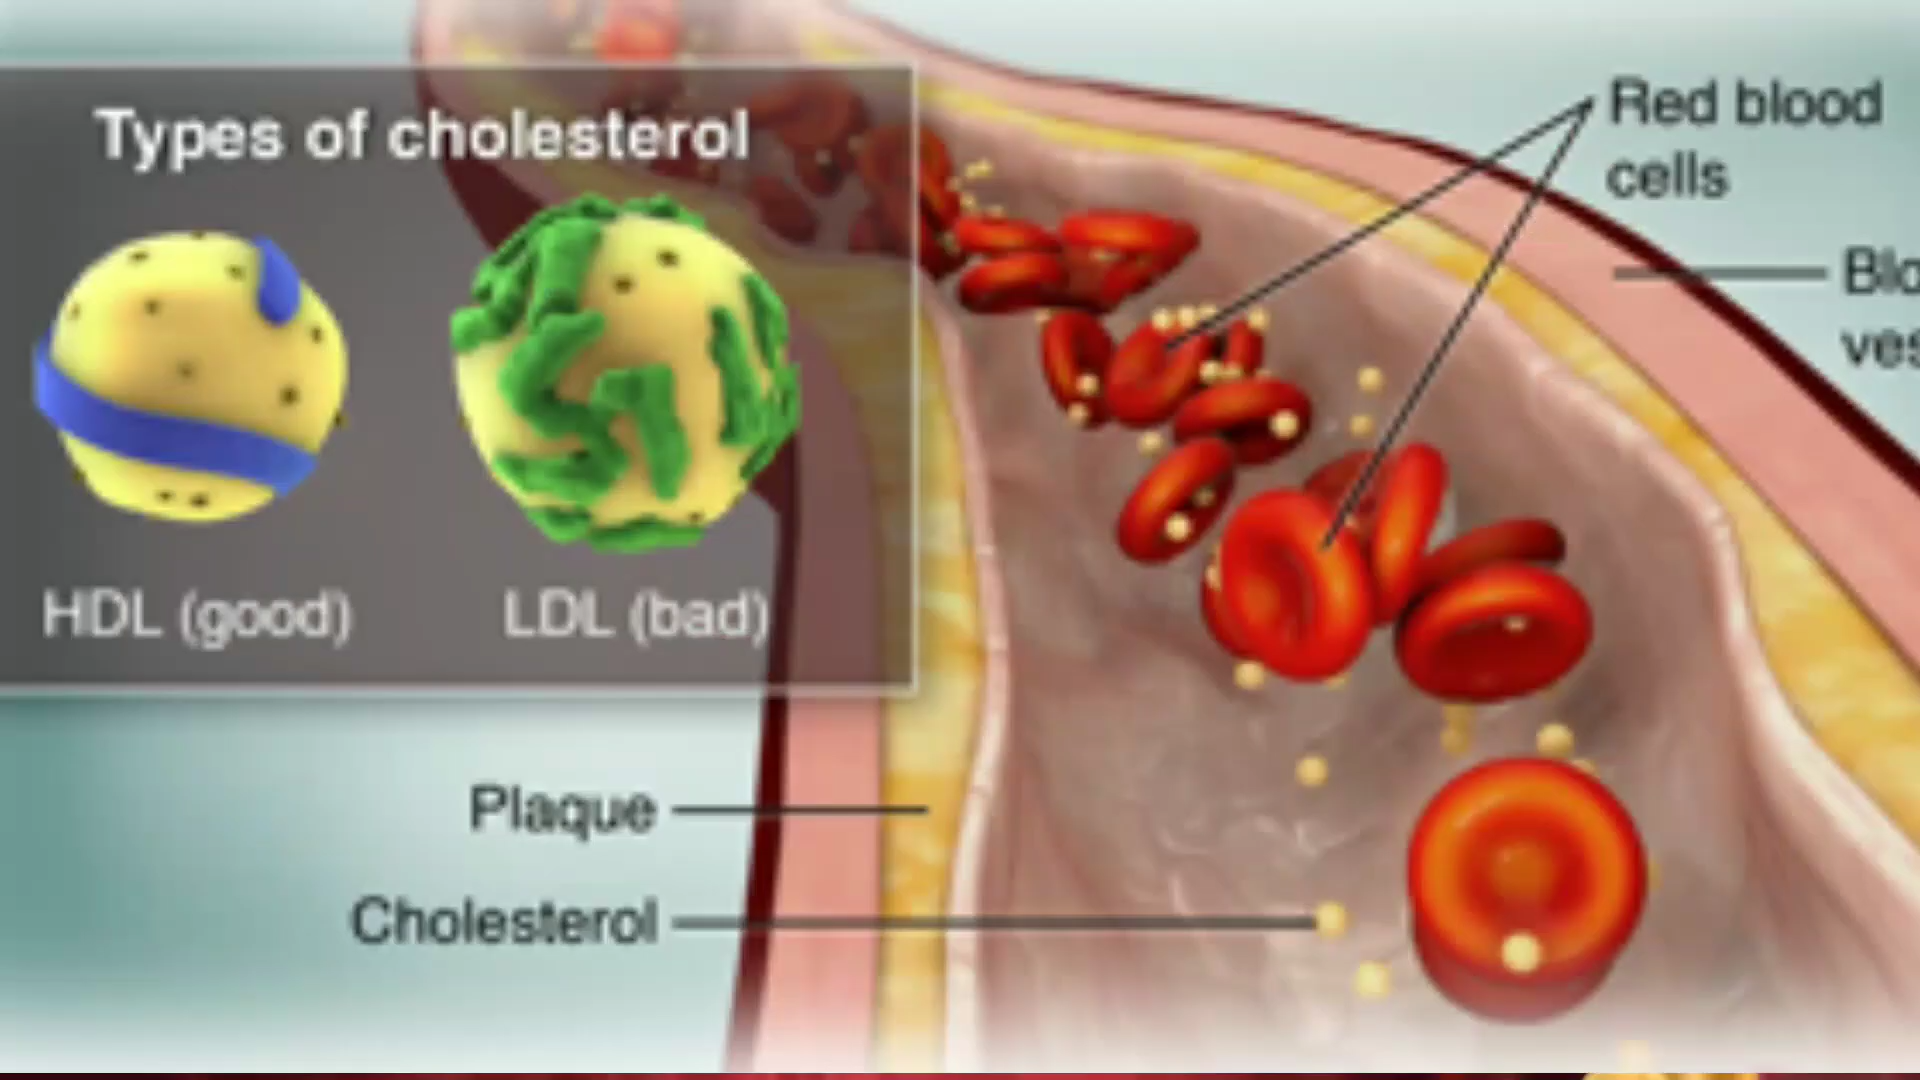 Types of cholesterol
HDL (good)
LDL (bad)
Red blood
cells
Plaque
Cholesterol